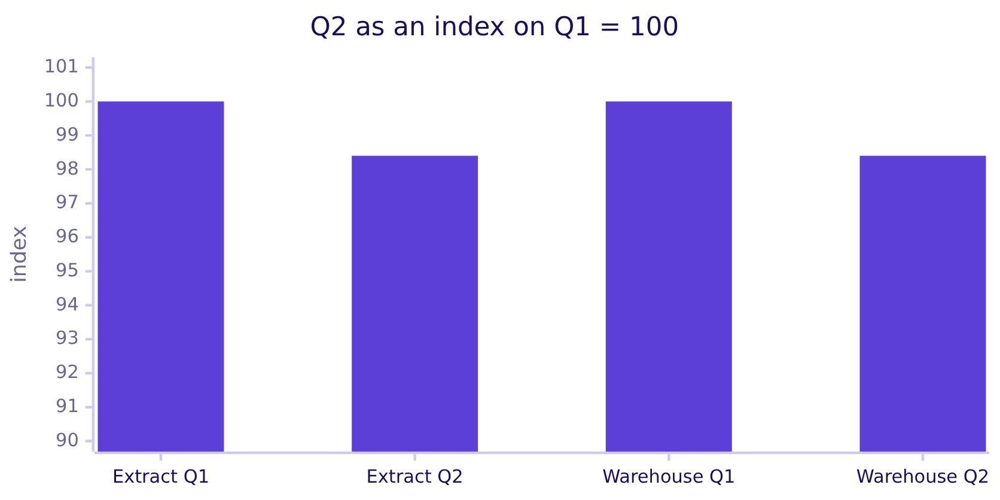 Q2 as an index on Q1 = 100
index
101
100
99
98
97
96
95
94
93
92
91
90
Extract Q1
Extract Q2
Warehouse Q1
Warehouse Q2